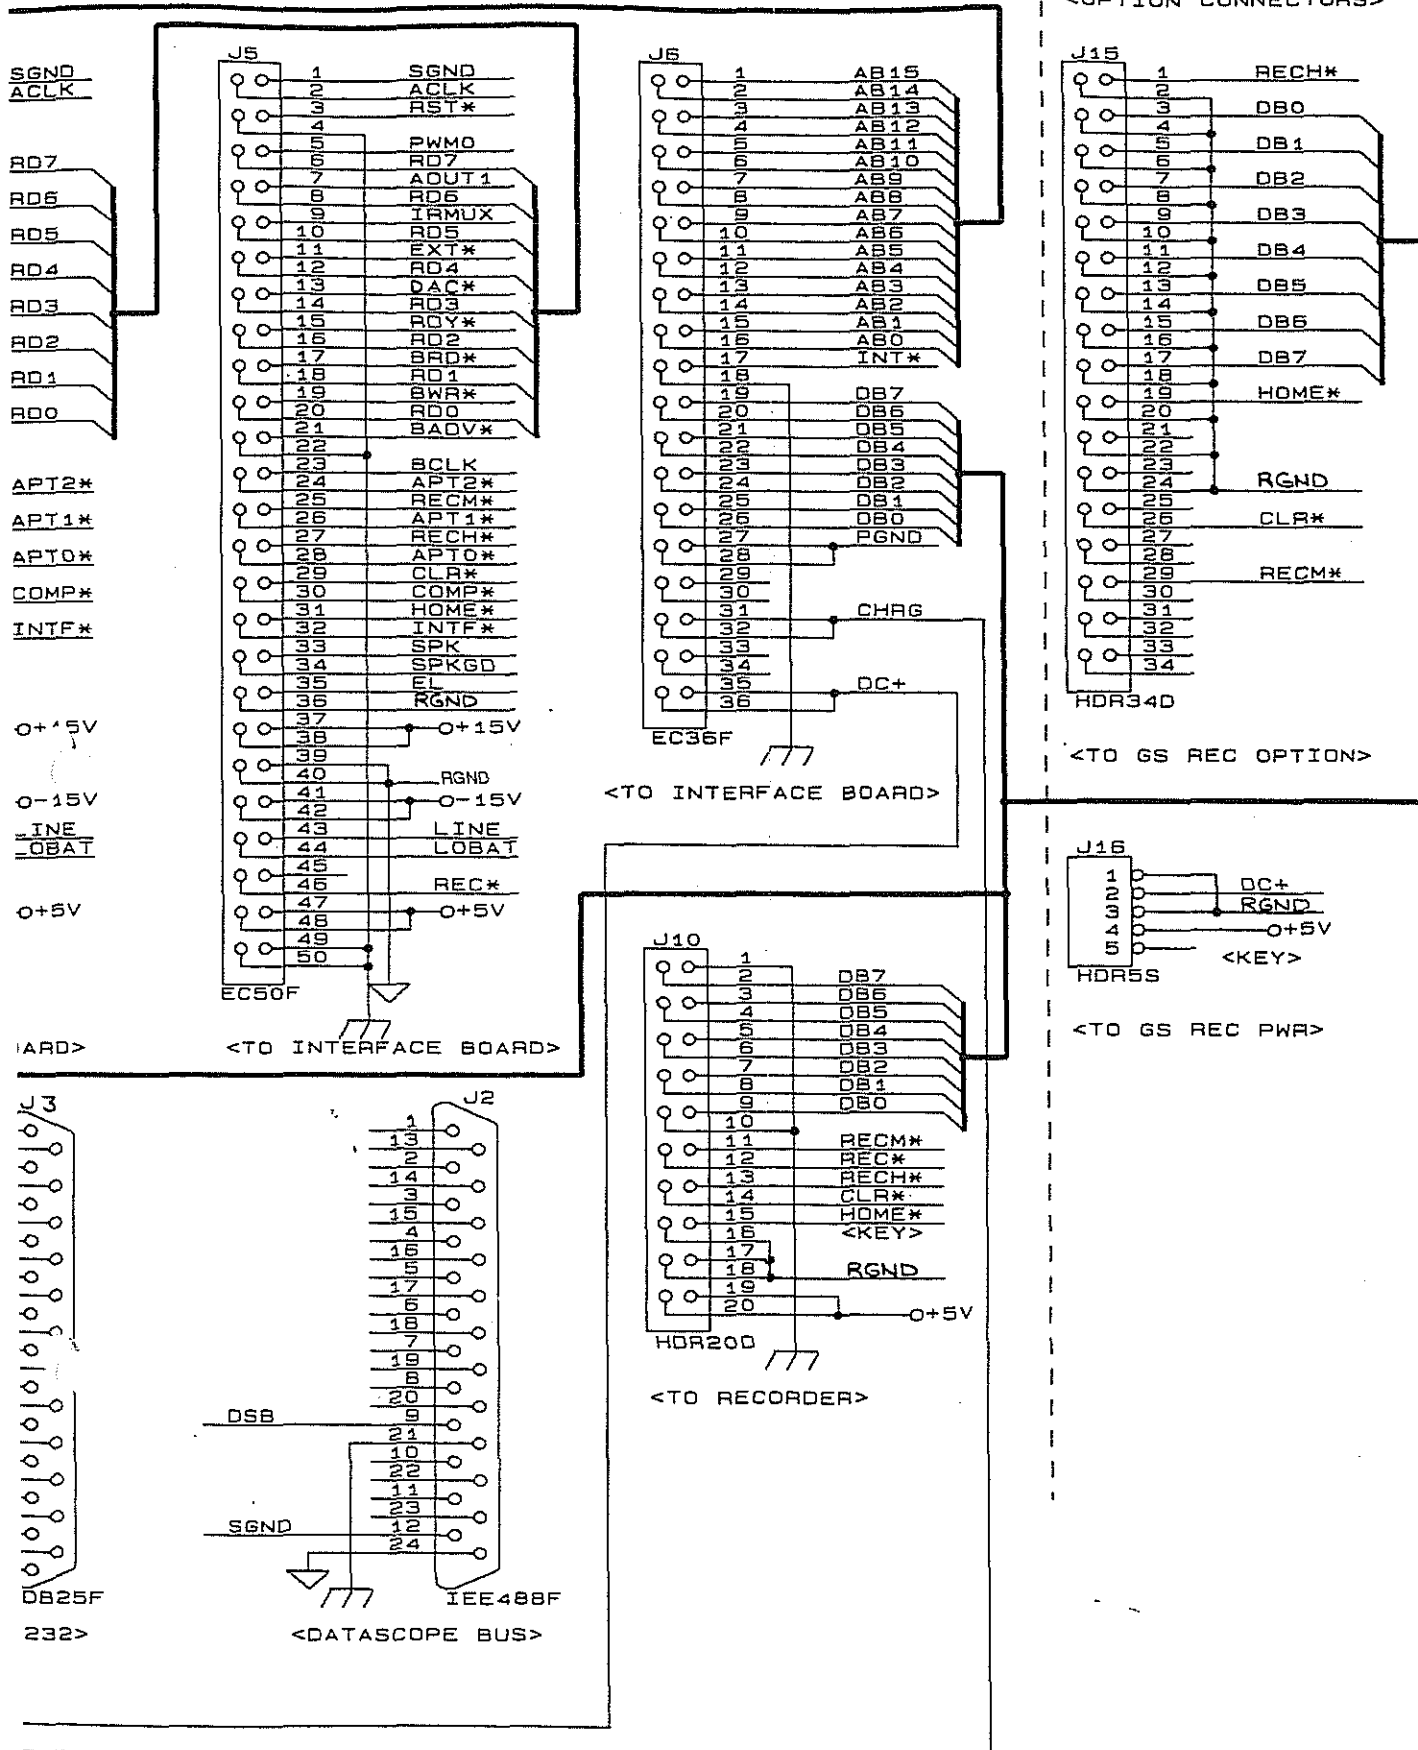 <OPTION CONNECTORS>
SGND
ACLK
RD7
RD6
RD5
RD4
RD3
RD2
RD1
RD0
APT2*
APT1*
APT0*
COMP*
INTF*
+15V
-15V
LINE
LOBAT
+5V
ARD>
J5
1 SGND
2 ACLK
3 RST*
4
5 PWM0
6 RD7
7 AOUT1
8 RD6
9 IRMUX
10 RD5
11 EXT*
12 RD4
13 DAC*
14 RD3
15 RDY*
16 RD2
17 BRD*
18 RD1
19 BWR*
20 RD0
21 BADV*
22
23 BCLK
24 APT2*
25 RECM*
26 APT1*
27 RECH*
28 APT0*
29 CLR*
30 COMP*
31 HOME*
32 INTF*
33 SPK
34 SPKGD
35 EL
36 RGND
37
38 +15V
39
40 RGND
41
42 -15V
43 LINE
44 LOBAT
45
46 REC*
47
48 +5V
49
50
EC50F
<TO INTERFACE BOARD>
J6
1 AB15
2 AB14
3 AB13
4 AB12
5 AB11
6 AB10
7 AB9
8 AB8
9 AB7
10 AB6
11 AB5
12 AB4
13 AB3
14 AB2
15 AB1
16 AB0
17 INT*
18
19 DB7
20 DB6
21 DB5
22 DB4
23 DB3
24 DB2
25 DB1
26 DB0
27 PGND
28
29
30
31 CHRG
32
33
34
35 DC+
36
EC36F
<TO INTERFACE BOARD>
J15
1 RECH*
2
3 DB0
4
5 DB1
6
7 DB2
8
9 DB3
10
11 DB4
12
13 DB5
14
15 DB6
16
17 DB7
18
19 HOME*
20
21
22
23
24 RGND
25
26 CLR*
27
28
29 RECM*
30
31
32
33
34
HDR34D
<TO GS REC OPTION>
J16
1
2 DC+
3 RGND
4 +5V
5 <KEY>
HDR5S
<TO GS REC PWR>
J10
1
2 DB7
3 DB6
4 DB5
5 DB4
6 DB3
7 DB2
8 DB1
9 DB0
10
11 RECM*
12 REC*
13 RECH*
14 CLR*
15 HOME*
16 <KEY>
17
18 RGND
19
20 +5V
HDR20D
<TO RECORDER>
J3
DB25F
232>
J2
1
13
2
14
3
15
4
16
5
17
6
18
7
19
8
20
DSB 9
21
10
22
11
23
SGND 12
24
IEE488F
<DATASCOPE BUS>